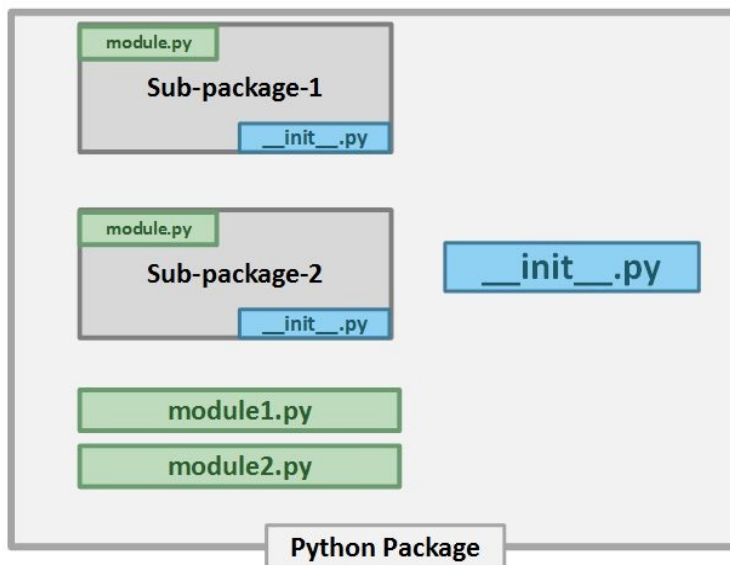 module.py
Sub-package-1
__init__.py
module.py
Sub-package-2
__init__.py
__init__.py
module1.py
module2.py
Python Package